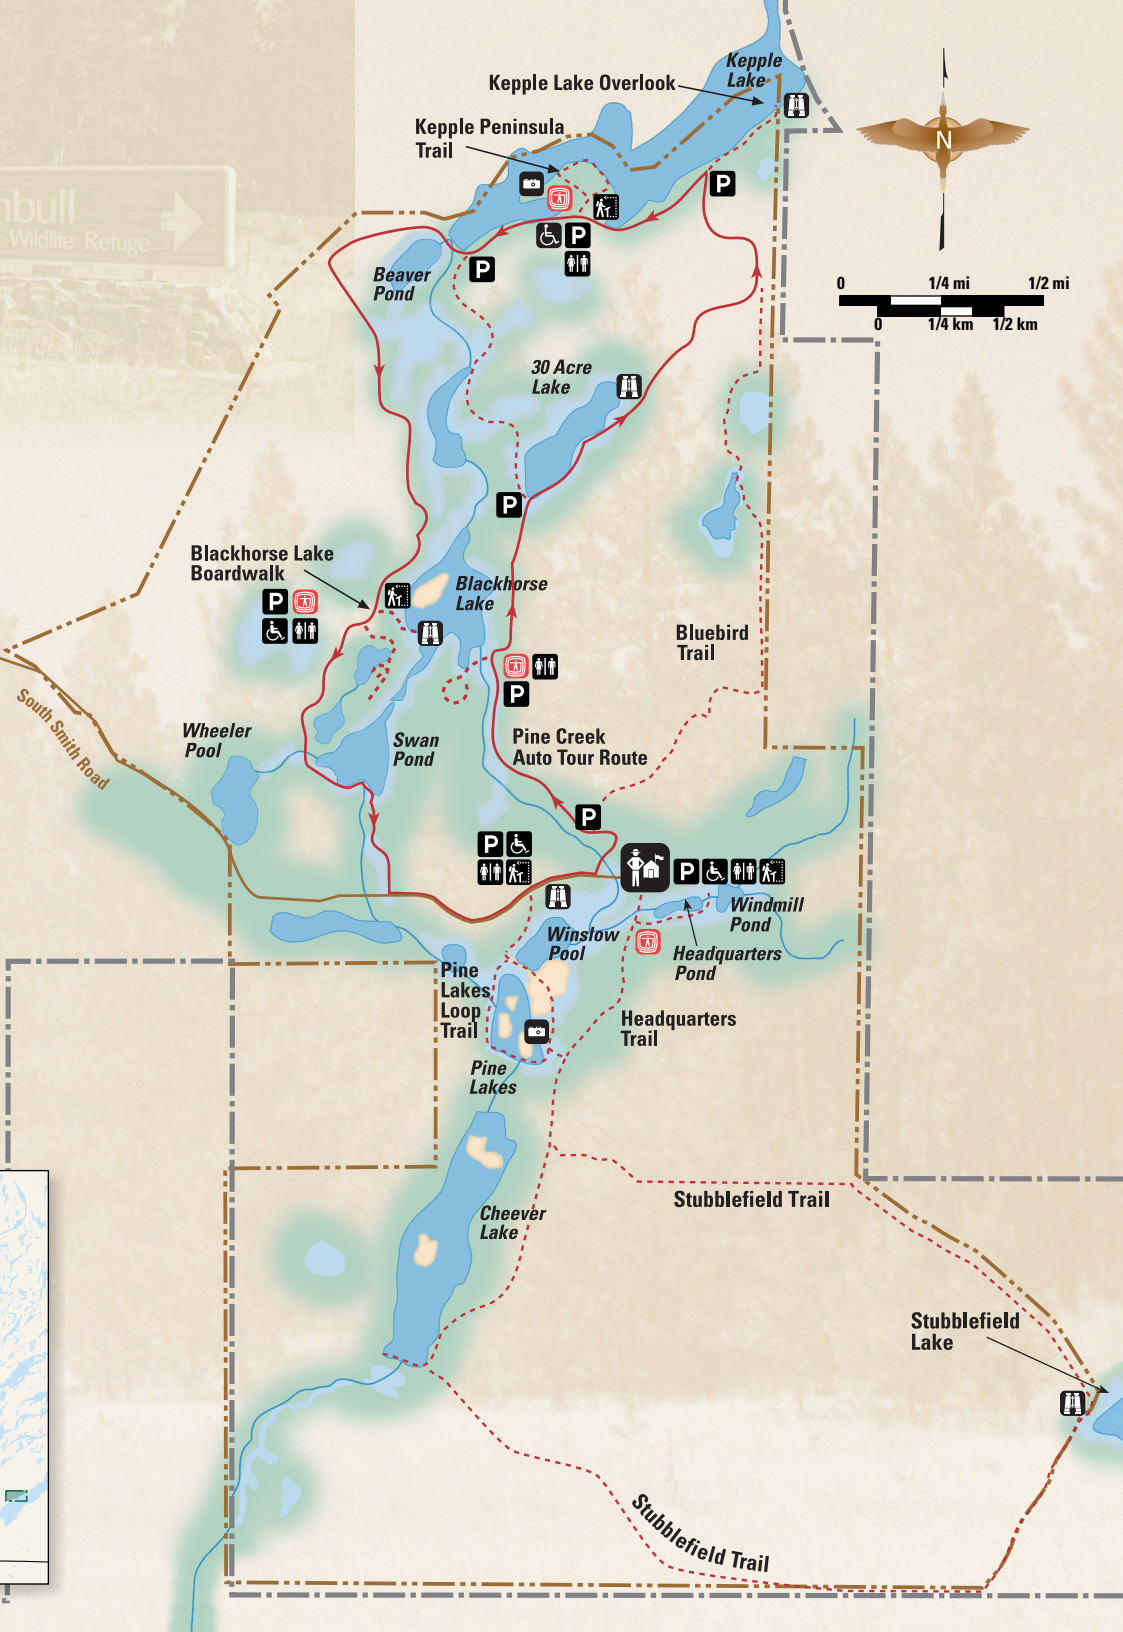 Kepple
Lake
Kepple Lake Overlook
Kepple Peninsula
Trail
N
P
P
P
0 1/4 mi 1/2 mi
0 1/4 km 1/2 km
nbull
Wildlife Refuge
Beaver
Pond
30 Acre
Lake
P
Blackhorse Lake
Boardwalk
P
Blackhorse
Lake
Bluebird
Trail
P
South Smith Road
Wheeler
Pool
Swan
Pond
Pine Creek
Auto Tour Route
P
P
P
Windmill
Pond
Winslow
Pool
Headquarters
Pond
Pine
Lakes
Loop
Trail
Headquarters
Trail
Pine
Lakes
Stubblefield Trail
Cheever
Lake
Stubblefield
Lake
Stubblefield Trail